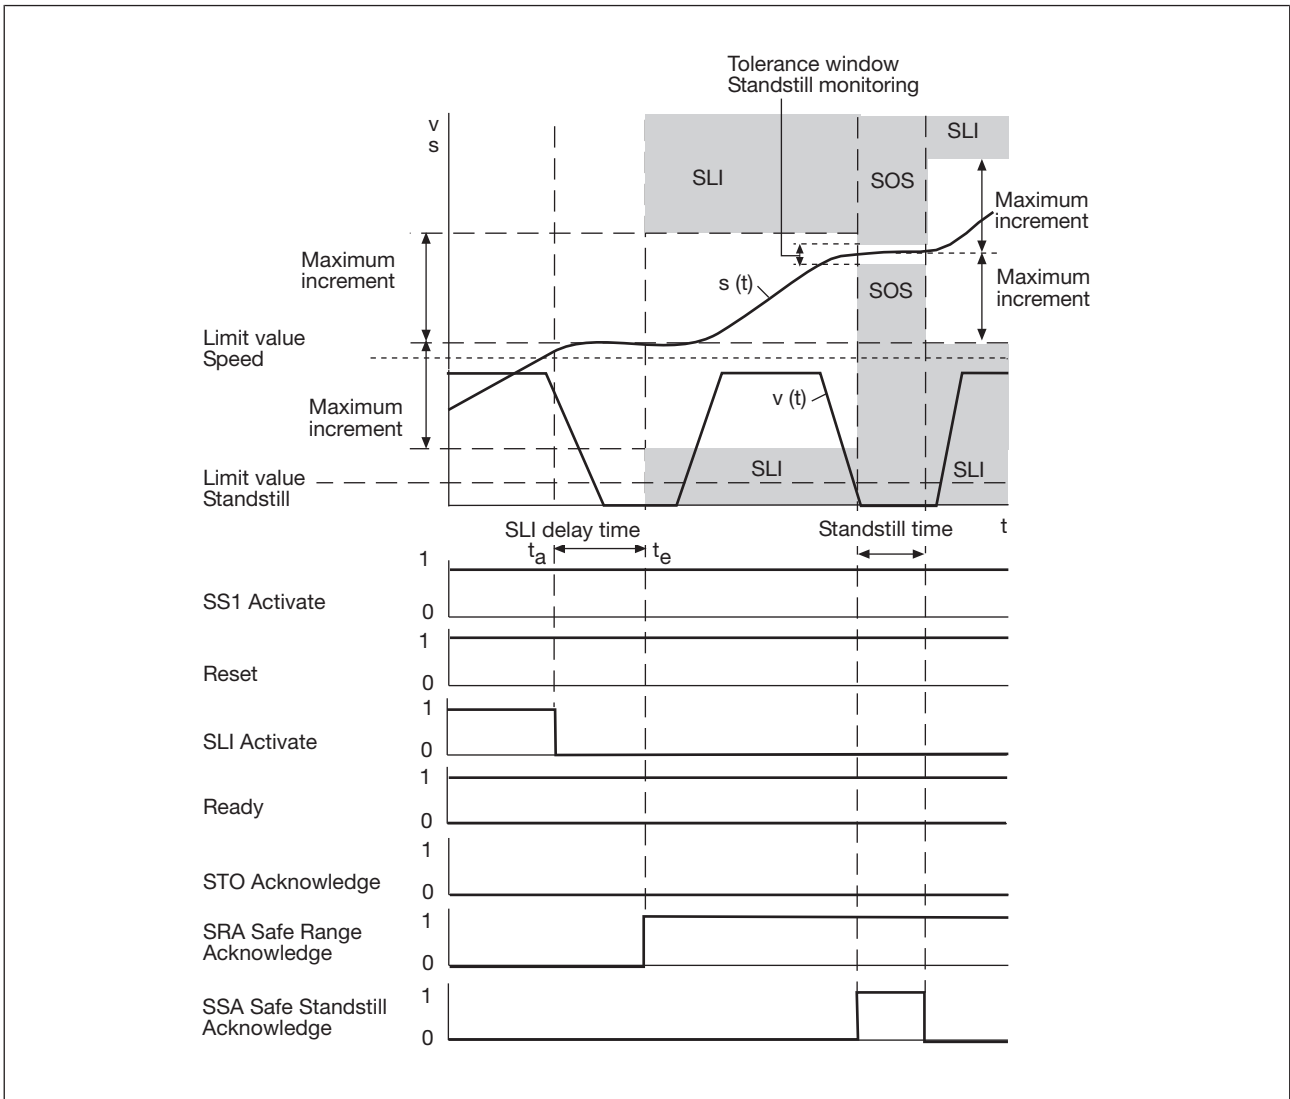 Tolerance window
Standstill monitoring
v
s
SLI
SLI
SOS
Maximum
increment
Maximum
increment
s (t)
SOS
Maximum
increment
Limit value
Speed
v (t)
Maximum
increment
SLI
SLI
Limit value
Standstill
SLI delay time
Standstill time
t
ta
te
1
SS1 Activate
0
1
Reset
0
1
SLI Activate
0
1
Ready
0
1
STO Acknowledge
0
1
SRA Safe Range
Acknowledge
0
1
SSA Safe Standstill
Acknowledge
0